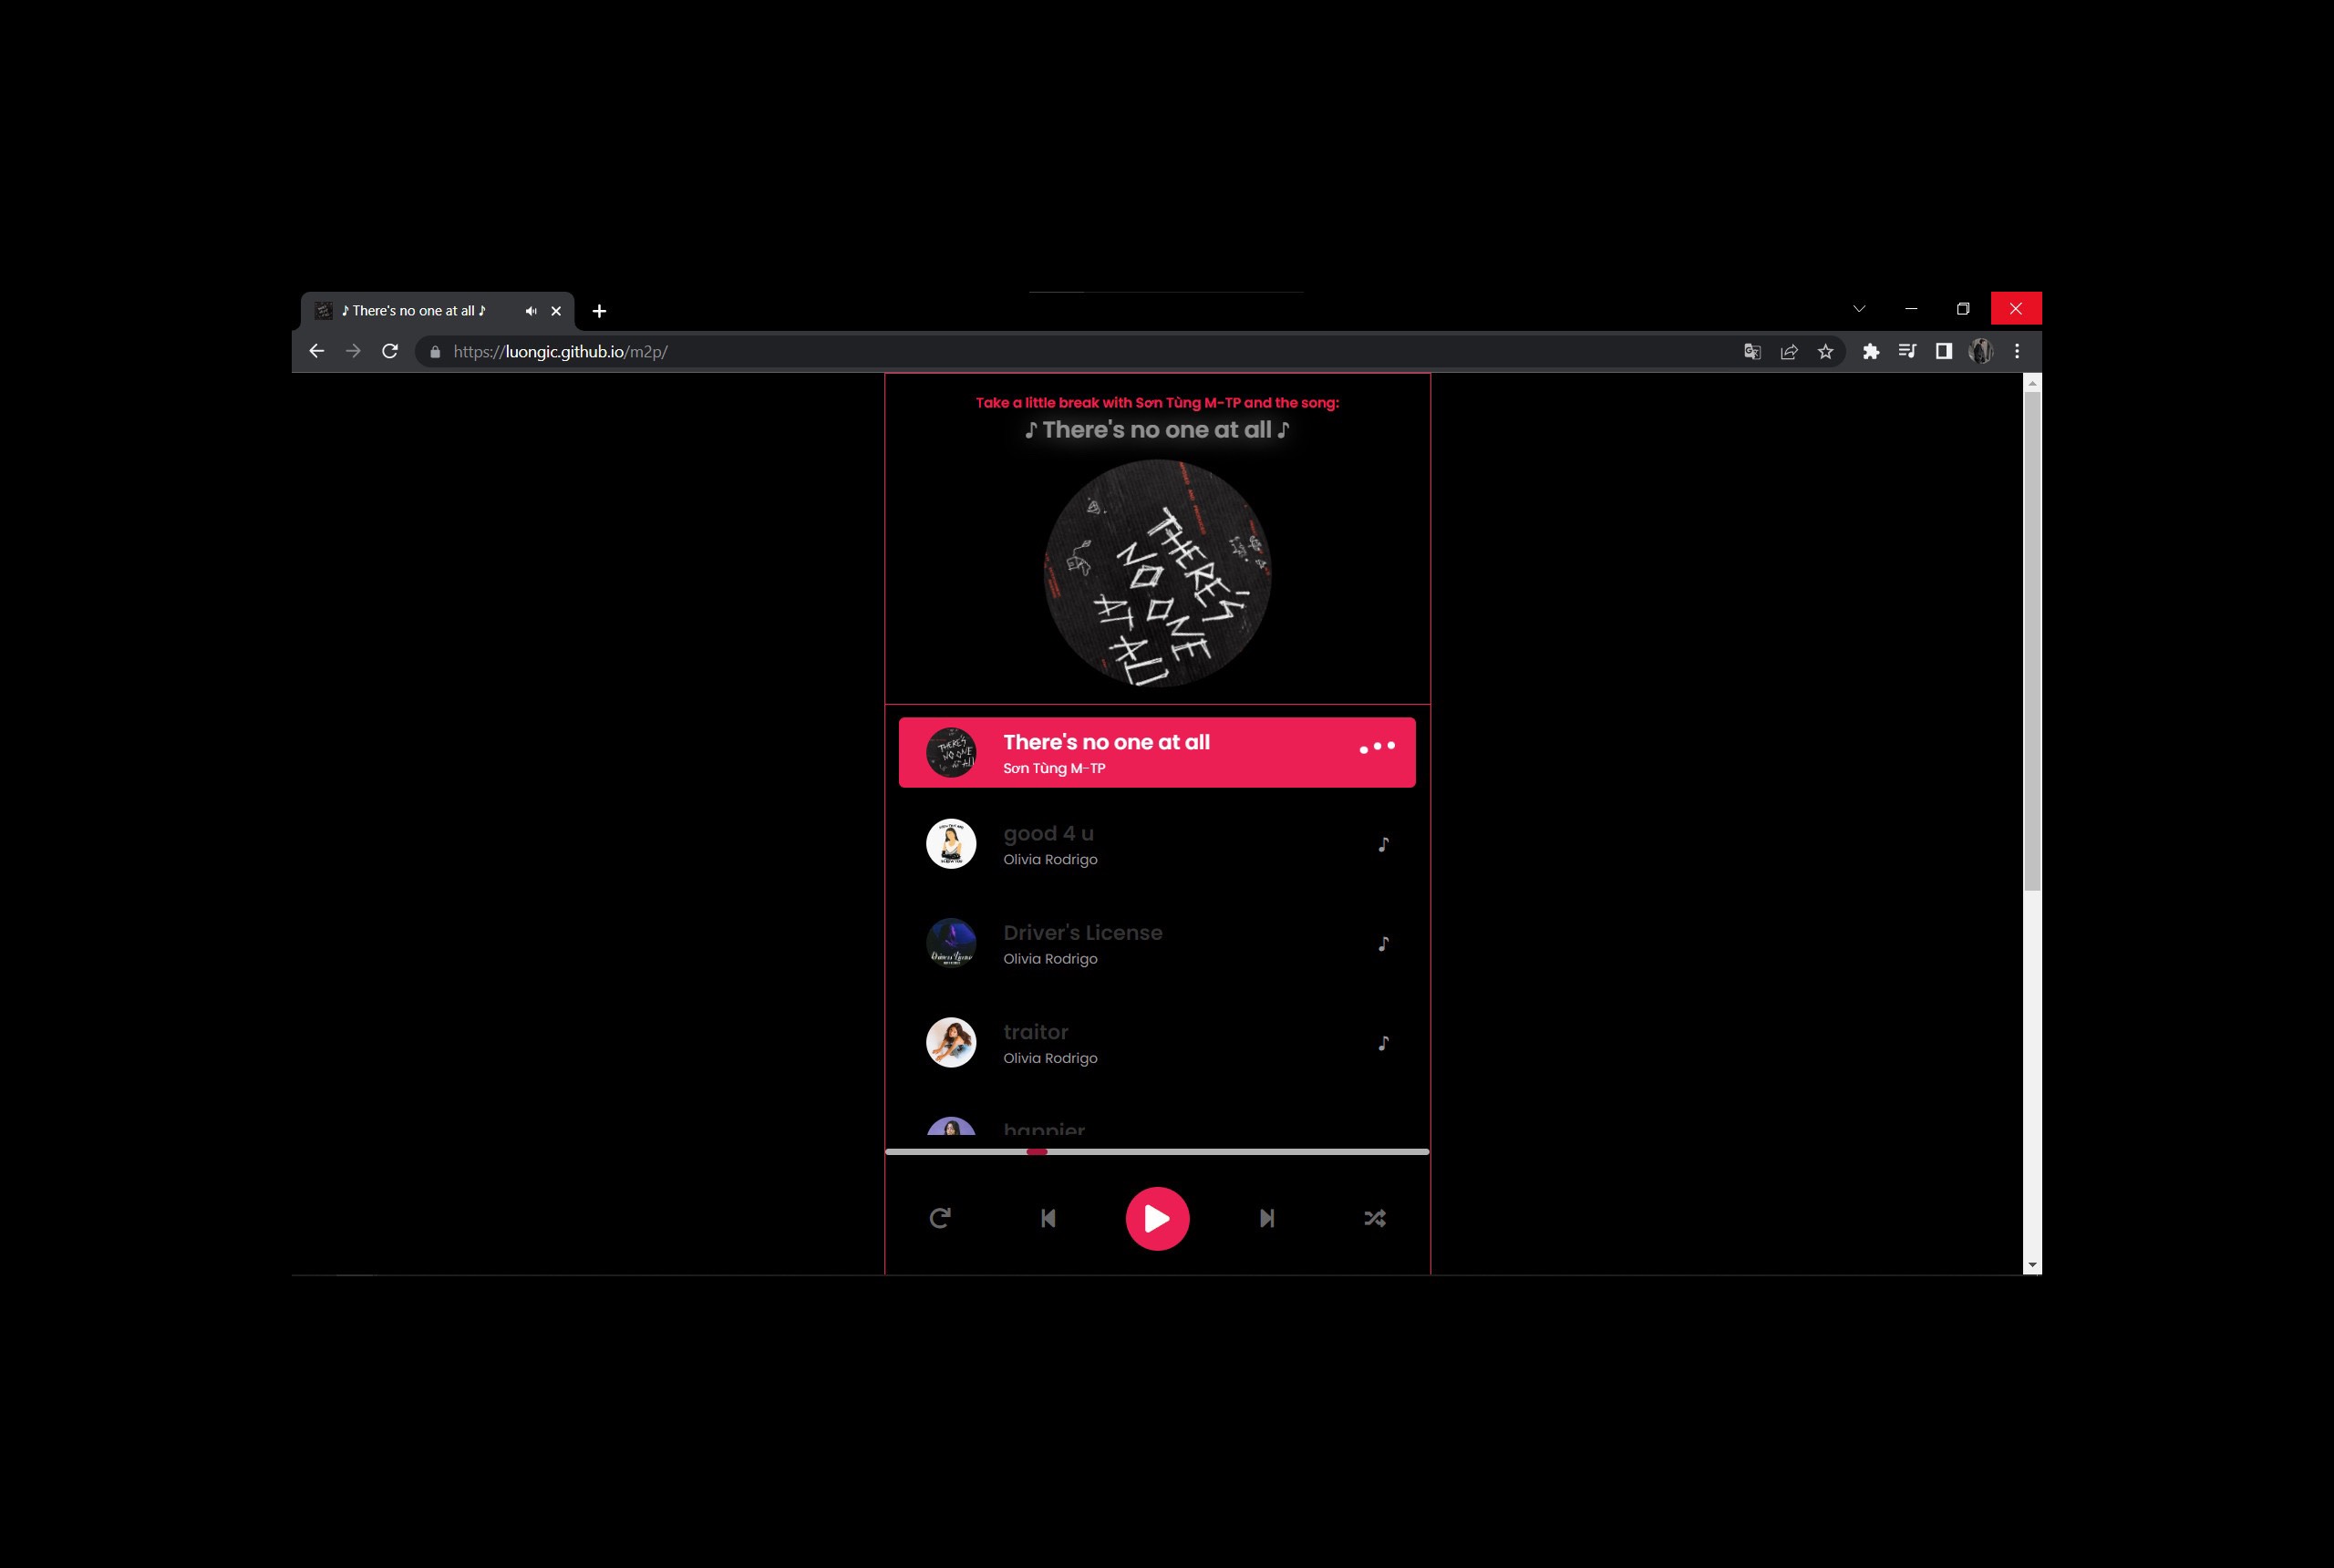 ♪ There's no one at all ♪
https://luongic.github.io/m2p/
Take a little break with Sơn Tùng M-TP and the song:
♪ There's no one at all ♪
THERE'S
NO ONE
AT ALL
There's no one at all
Sơn Tùng M-TP
good 4 u
Olivia Rodrigo
Driver's License
Olivia Rodrigo
traitor
Olivia Rodrigo
happier